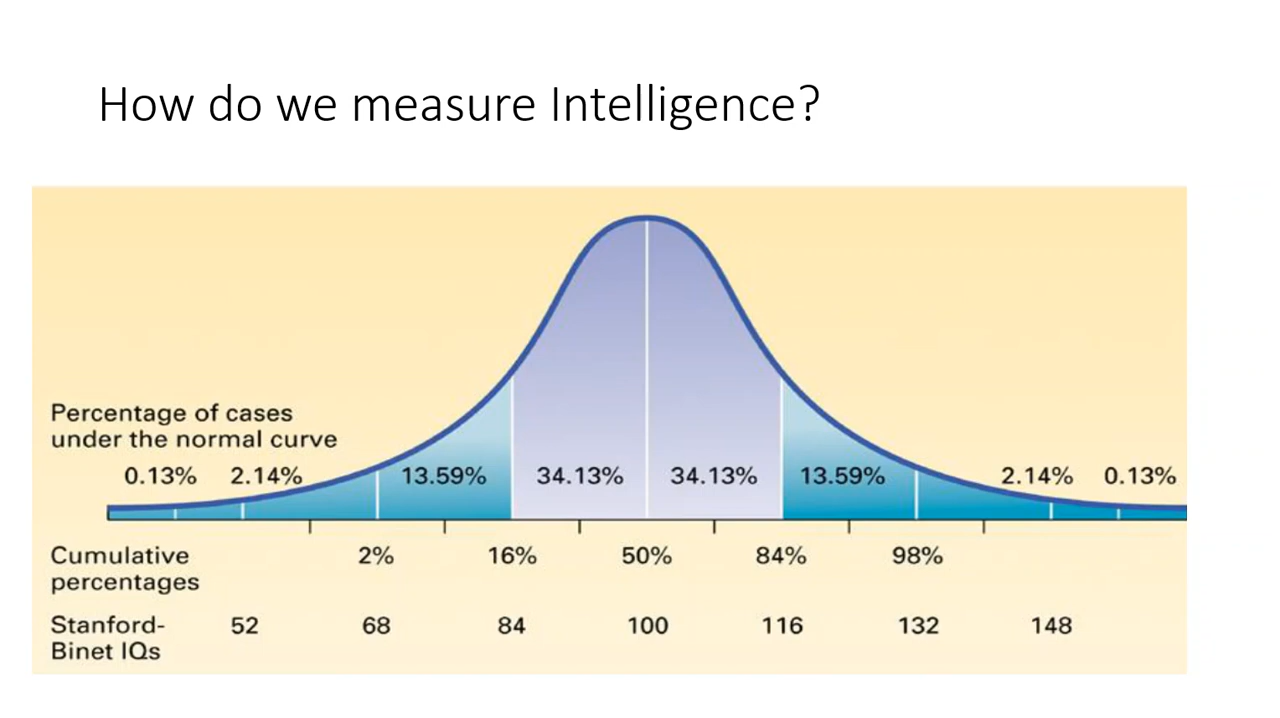 How do we measure Intelligence?
Percentage of cases
under the normal curve
0.13% 2.14% 13.59% 34.13% 34.13% 13.59% 2.14% 0.13%
Cumulative
percentages
2% 16% 50% 84% 98%
Stanford-
Binet IQs
52 68 84 100 116 132 148